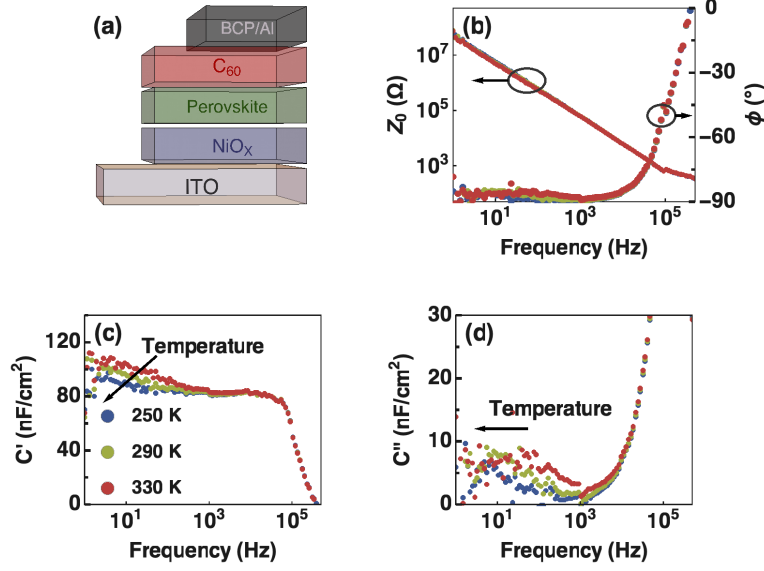 (a)
BCP/Al
C60
Perovskite
NiOX
ITO
(b)
Z0 (Ω)
10^7
10^5
10^3
0
−30
−60
−90
ϕ (°)
10^1 10^3 10^5
Frequency (Hz)
(c)
Temperature
C' (nF/cm²)
120
80
40
0
250 K
290 K
330 K
10^1 10^3 10^5
Frequency (Hz)
(d)
Temperature
C'' (nF/cm²)
30
20
10
0
10^1 10^3 10^5
Frequency (Hz)